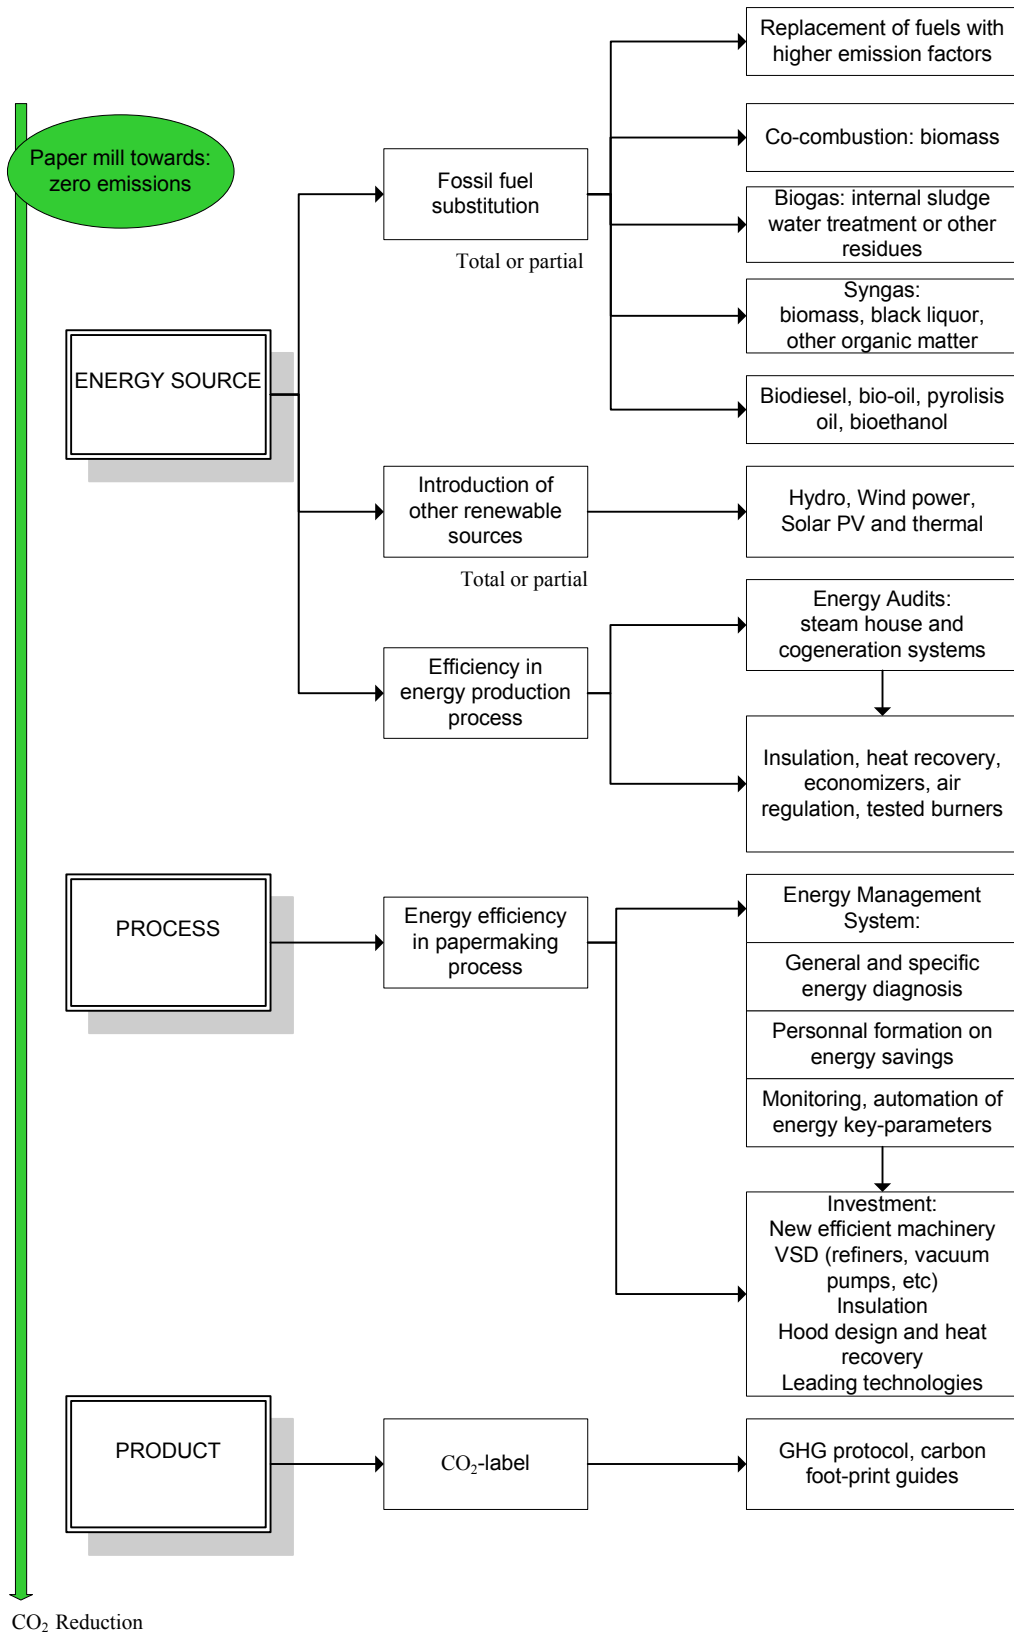 Paper mill towards:
zero emissions
ENERGY SOURCE
Fossil fuel
substitution
Total or partial
Replacement of fuels with
higher emission factors
Co-combustion: biomass
Biogas: internal sludge
water treatment or other
residues
Syngas:
biomass, black liquor,
other organic matter
Biodiesel, bio-oil, pyrolisis
oil, bioethanol
Introduction of
other renewable
sources
Total or partial
Hydro, Wind power,
Solar PV and thermal
Efficiency in
energy production
process
Energy Audits:
steam house and
cogeneration systems
Insulation, heat recovery,
economizers, air
regulation, tested burners
PROCESS
Energy efficiency
in papermaking
process
Energy Management
System:
General and specific
energy diagnosis
Personnal formation on
energy savings
Monitoring, automation of
energy key-parameters
Investment:
New efficient machinery
VSD (refiners, vacuum
pumps, etc)
Insulation
Hood design and heat
recovery
Leading technologies
PRODUCT
CO₂-label
GHG protocol, carbon
foot-print guides
CO₂ Reduction